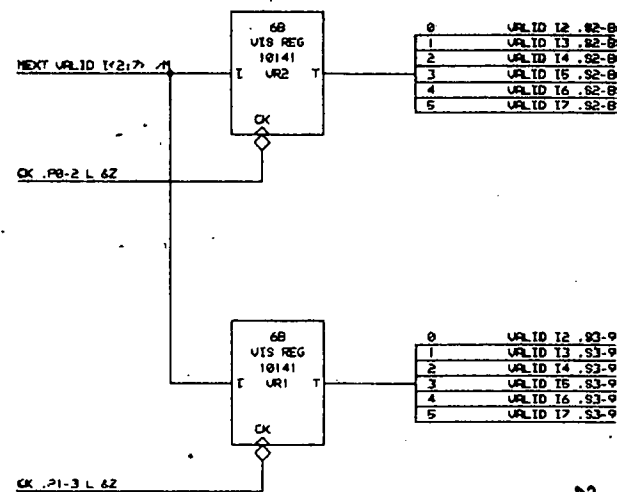 6B
VIS REG
10141
I VR2 T
CK
NEXT VALID I<2:7> /M
CK .P0-2 L &Z
0 VALID I2 .S2-8
1 VALID I3 .S2-8
2 VALID I4 .S2-8
3 VALID I5 .S2-8
4 VALID I6 .S2-8
5 VALID I7 .S2-8
6B
VIS REG
10141
I VR1 T
CK
CK .P1-3 L &Z
0 VALID I2 .S3-9
1 VALID I3 .S3-9
2 VALID I4 .S3-9
3 VALID I5 .S3-9
4 VALID I6 .S3-9
5 VALID I7 .S3-9